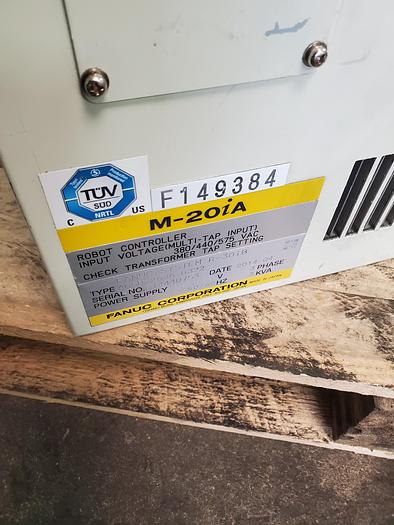 TÜV
SÜD
NRTL
C US
F149384
M-20iA
ROBOT CONTROLLER
INPUT VOLTAGE(MULTI-TAP INPUT)
380/440/575 VAC
CHECK TRANSFORMER TAP SETTING
TYPE R-30iB
SERIAL NO. DATE
POWER SUPPLY V PHASE
HZ KVA
FANUC CORPORATION